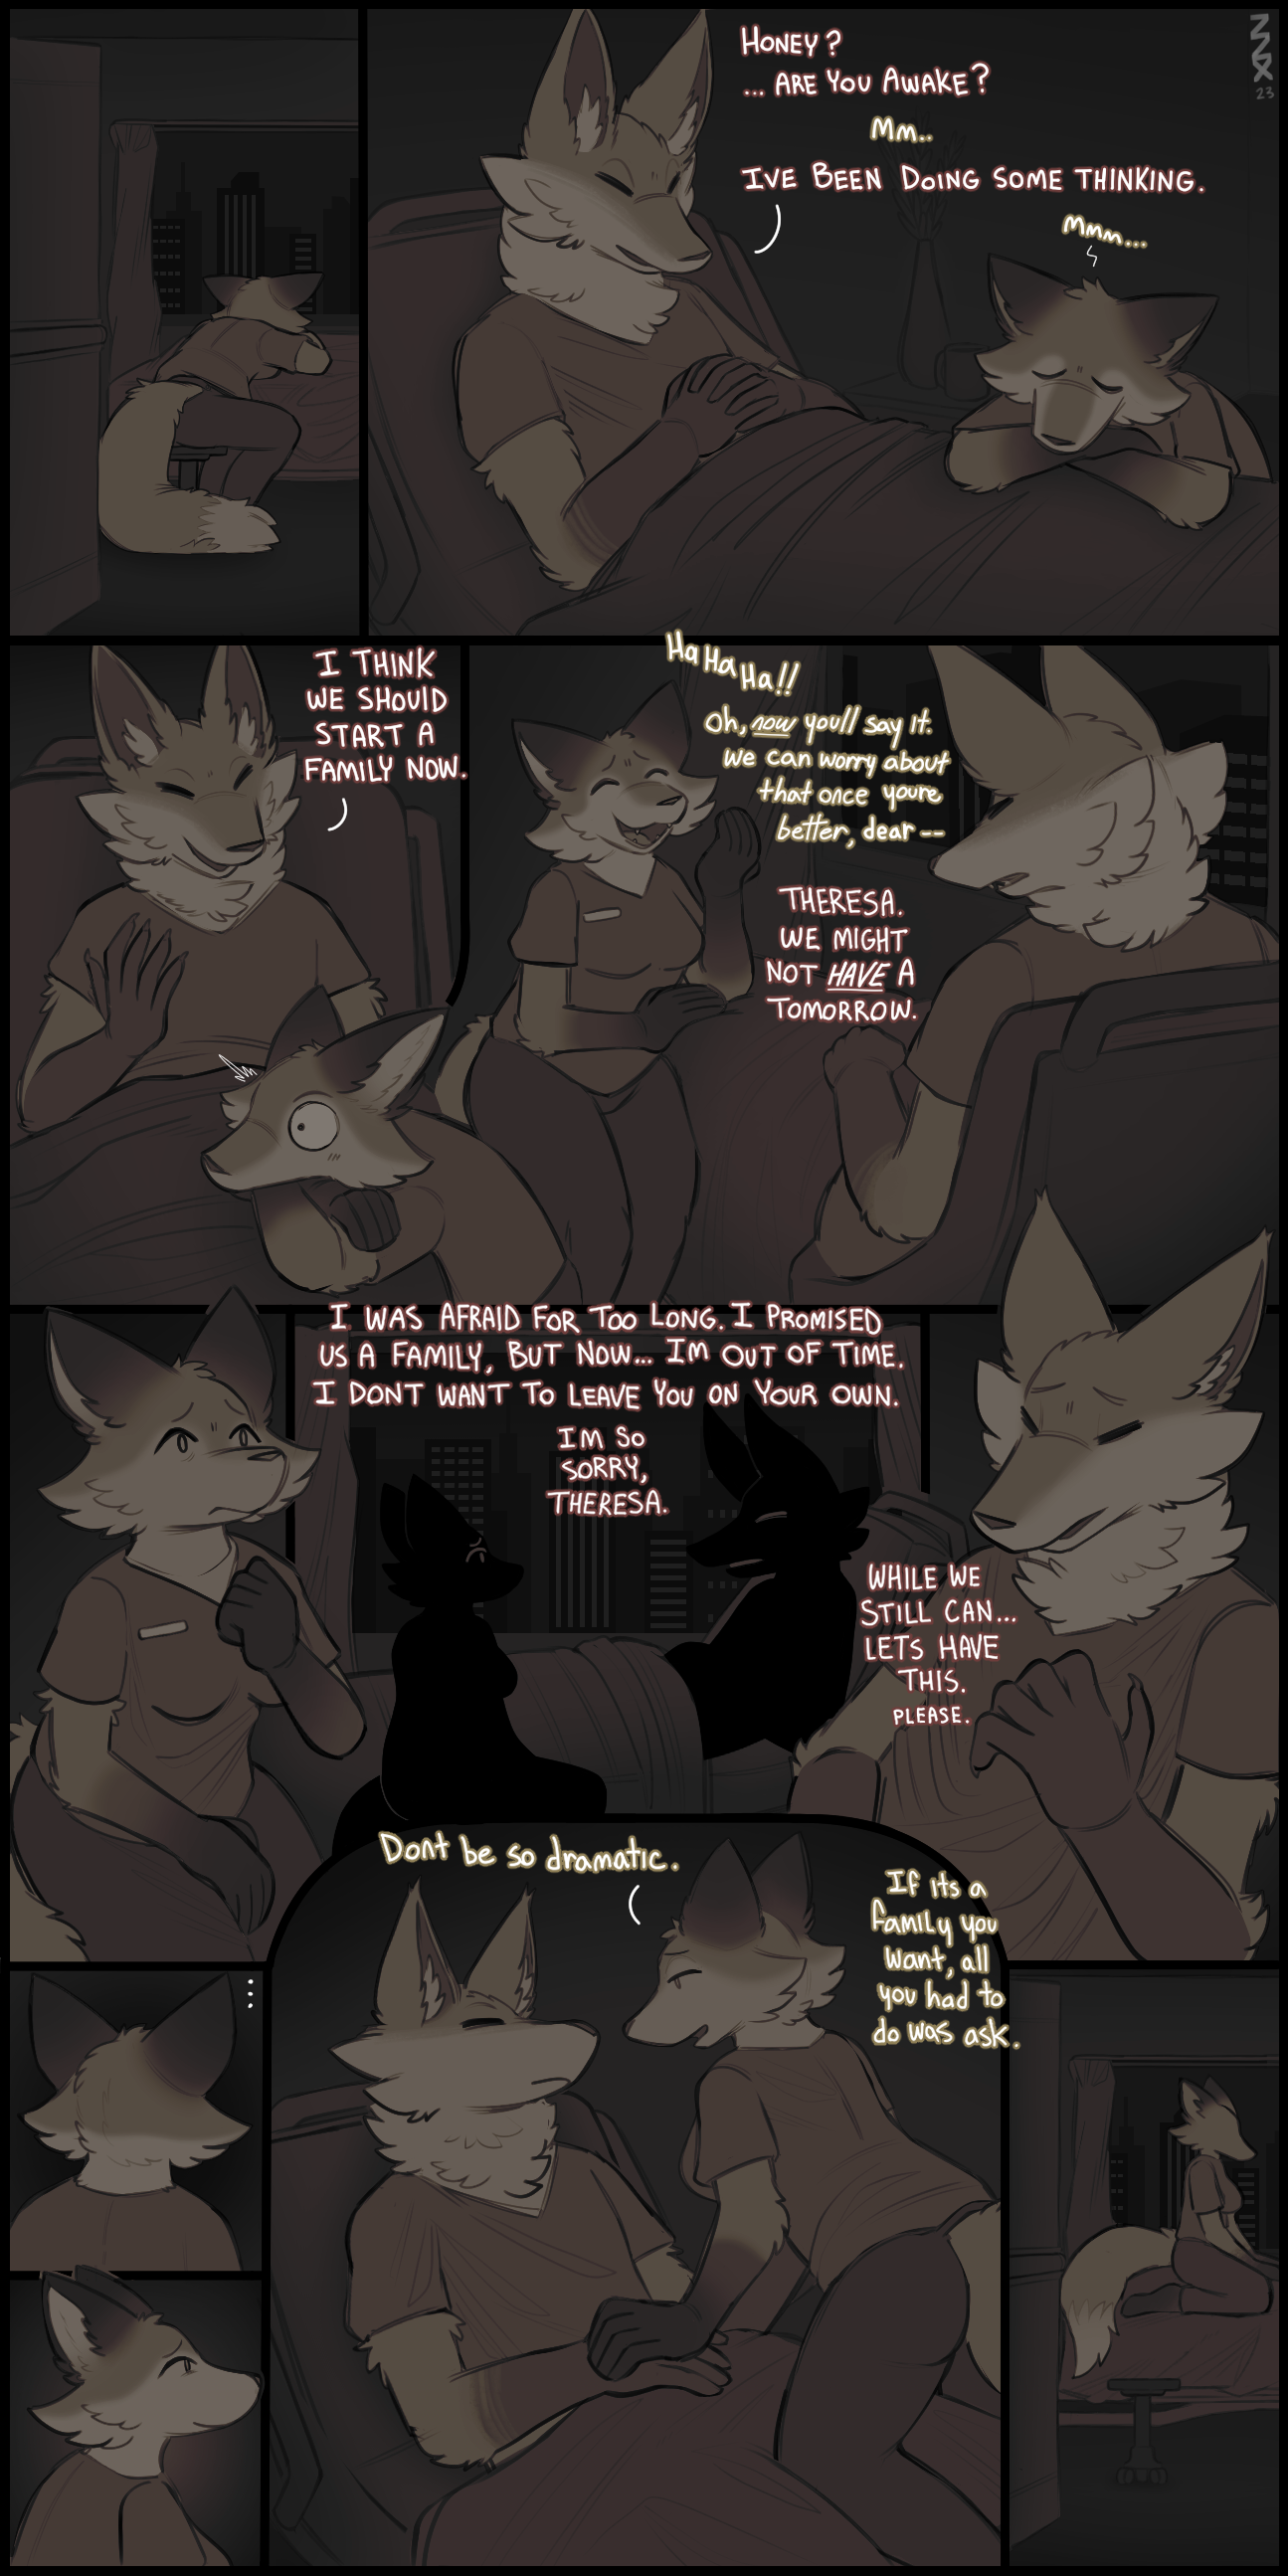 ZZZX
23
HONEY?
... ARE YOU AWAKE?
Mm..
IVE BEEN DOING SOME THINKING.
Mmm...
I THINK
WE SHOULD
START A
FAMILY NOW.
Ha Ha Ha!!
Oh, now youll say it.
we can worry about
that once youre
better, dear --
THERESA.
WE MIGHT
NOT HAVE A
TOMORROW.
I WAS AFRAID FOR TOO LONG. I PROMISED
US A FAMILY, BUT NOW... IM OUT OF TIME.
I DONT WANT TO LEAVE YOU ON YOUR OWN.
IM SO
SORRY,
THERESA.
WHILE WE
STILL CAN...
LETS HAVE
THIS.
PLEASE.
...
Dont be so dramatic.
If its a
family you
want, all
you had to
do was ask.